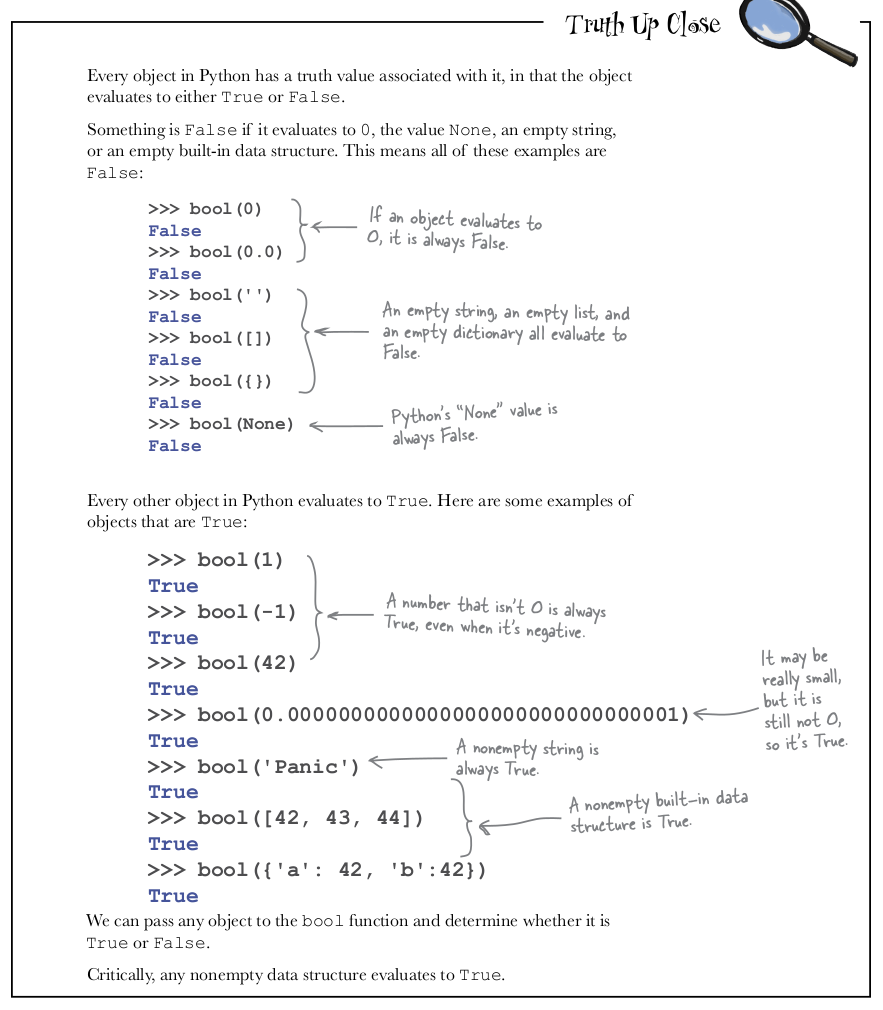 Truth Up Close
Every object in Python has a truth value associated with it, in that the object
evaluates to either True or False.
Something is False if it evaluates to 0, the value None, an empty string,
or an empty built-in data structure. This means all of these examples are
False:
>>> bool(0)
False
>>> bool(0.0)
False
If an object evaluates to
0, it is always False.
>>> bool('')
False
>>> bool([])
False
>>> bool({})
False
An empty string, an empty list, and
an empty dictionary all evaluate to
False.
>>> bool(None)
False
Python's "None" value is
always False.
Every other object in Python evaluates to True. Here are some examples of
objects that are True:
>>> bool(1)
True
>>> bool(-1)
True
>>> bool(42)
True
A number that isn't 0 is always
True, even when it's negative.
>>> bool(0.0000000000000000000000000000001)
True
It may be
really small,
but it is
still not 0,
so it's True.
>>> bool('Panic')
True
A nonempty string is
always True.
>>> bool([42, 43, 44])
True
>>> bool({'a': 42, 'b':42})
True
A nonempty built-in data
structure is True.
We can pass any object to the bool function and determine whether it is
True or False.
Critically, any nonempty data structure evaluates to True.